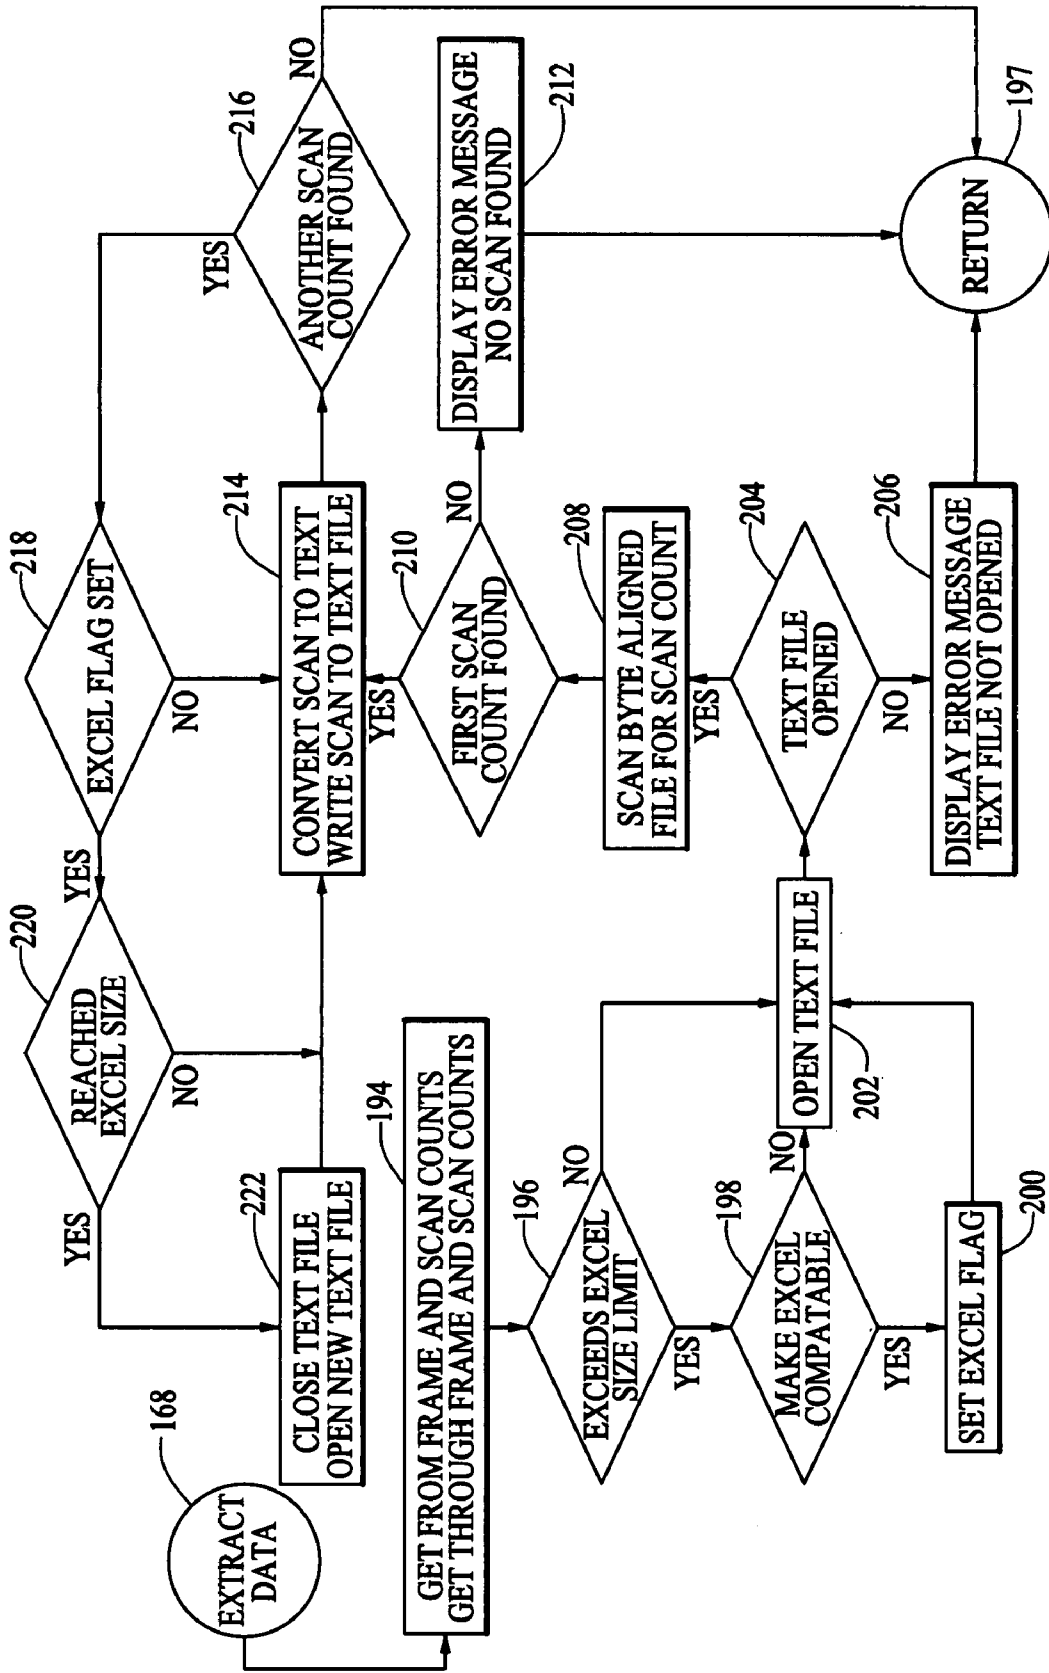 EXTRACT
DATA
168
GET FROM FRAME AND SCAN COUNTS
GET THROUGH FRAME AND SCAN COUNTS
194
EXCEEDS EXCEL
SIZE LIMIT
196
NO
YES
MAKE EXCEL
COMPATABLE
198
NO
YES
SET EXCEL FLAG
200
OPEN TEXT FILE
202
TEXT FILE
OPENED
204
YES
NO
DISPLAY ERROR MESSAGE
TEXT FILE NOT OPENED
206
SCAN BYTE ALIGNED
FILE FOR SCAN COUNT
208
FIRST SCAN
COUNT FOUND
210
YES
NO
DISPLAY ERROR MESSAGE
NO SCAN FOUND
212
CONVERT SCAN TO TEXT
WRITE SCAN TO TEXT FILE
214
ANOTHER SCAN
COUNT FOUND
216
YES
NO
EXCEL FLAG SET
218
YES
NO
REACHED
EXCEL SIZE
220
YES
NO
CLOSE TEXT FILE
OPEN NEW TEXT FILE
222
RETURN
197